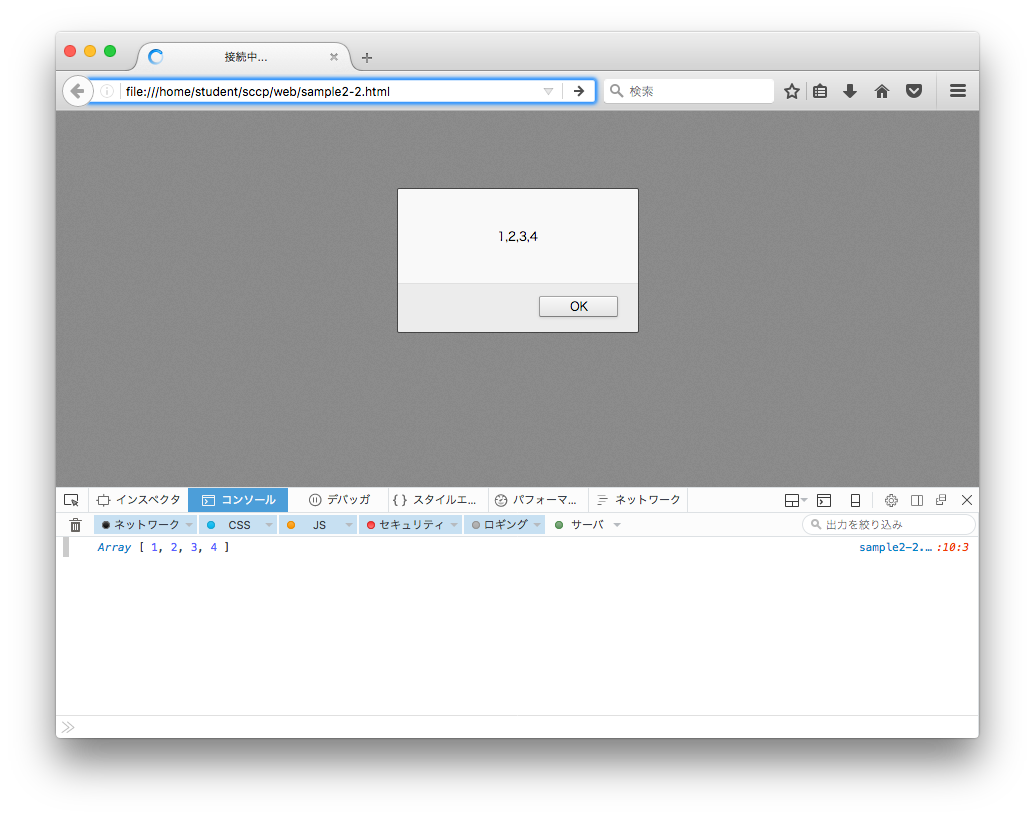 接続中...
file:///home/student/sccp/web/sample2-2.html
検索
1,2,3,4
OK
インスペクタ コンソール デバッガ { } スタイルエ... パフォーマ... ネットワーク
ネットワーク CSS JS セキュリティ ロギング サーバ 出力を絞り込み
Array [ 1, 2, 3, 4 ] sample2-2.… :10:3